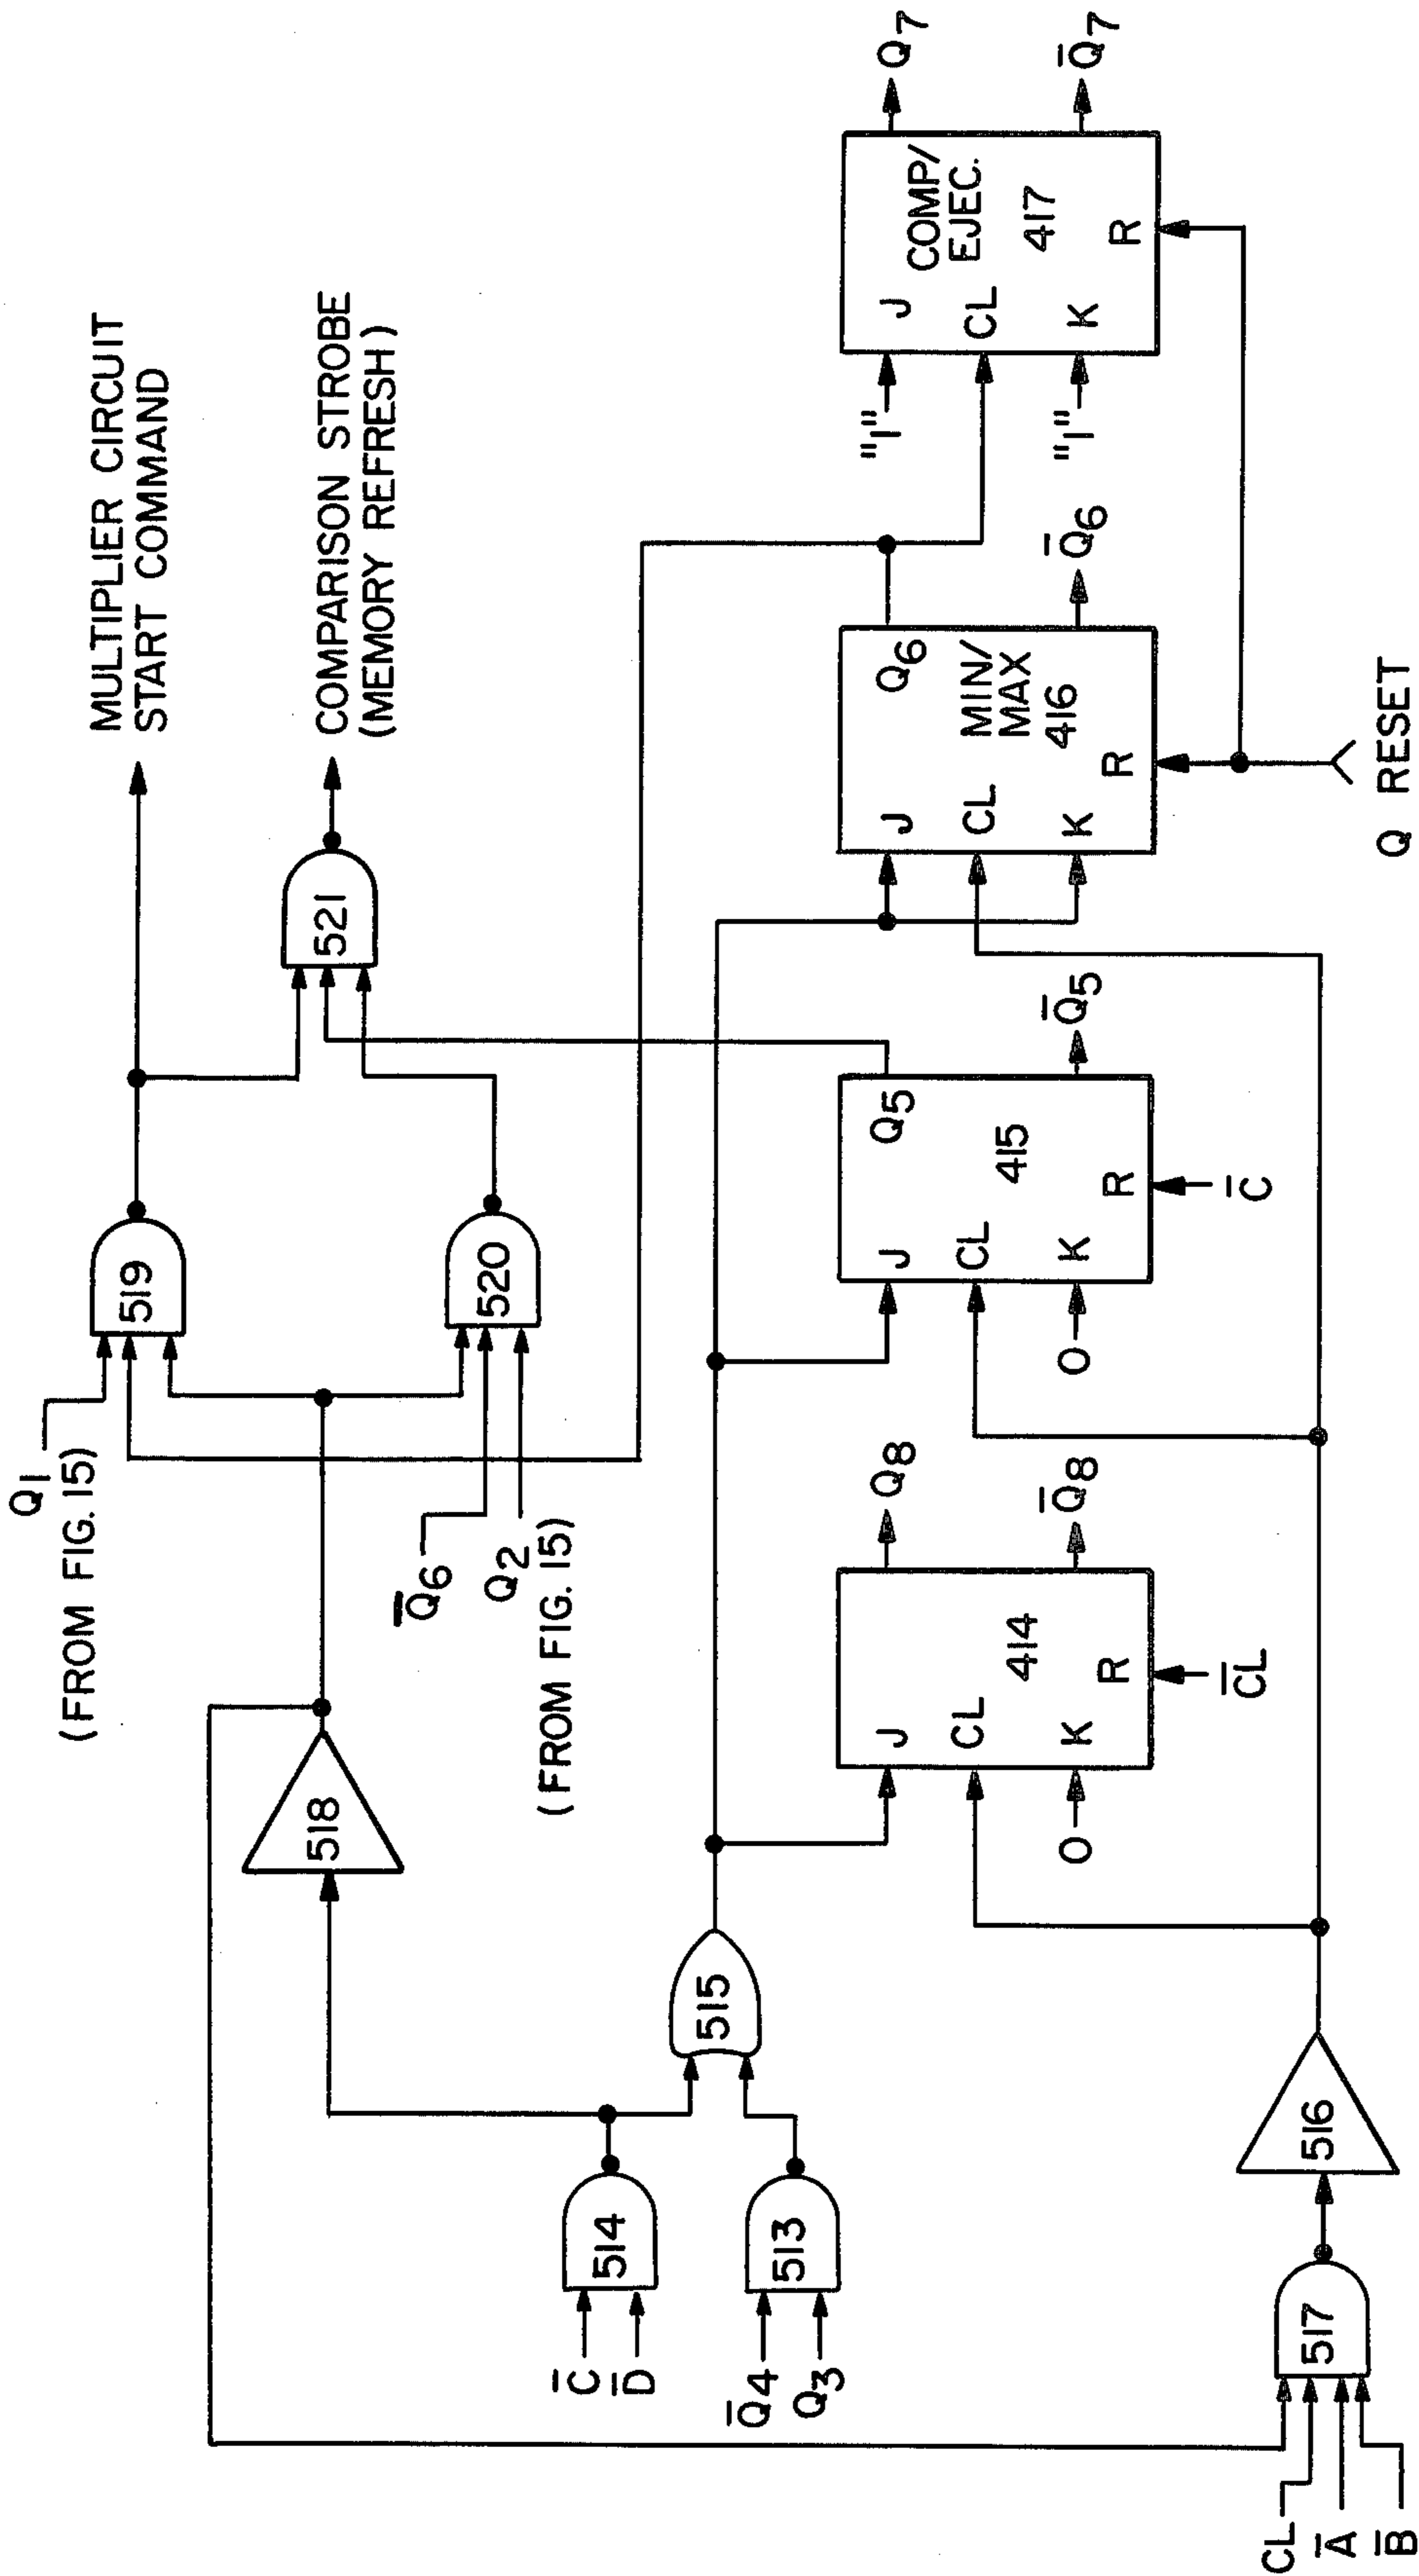 Q1
(FROM FIG. 15)
MULTIPLIER CIRCUIT
START COMMAND
519
COMPARISON STROBE
(MEMORY REFRESH)
521
518
520
Q̅6
Q2
(FROM FIG. 15)
C̅
D̅
514
Q̅4
Q3
513
515
J
CL
K
O
R
414
C̅L̅
Q8
Q̅8
J
CL
K
O
R
415
C̅
Q5
Q̅5
J
CL
K
R
MIN/
MAX
416
Q6
Q̅6
"1"
"1"
J
CL
K
R
COMP/
EJEC.
417
Q7
Q̅7
CL
A̅
B̅
517
516
Q RESET